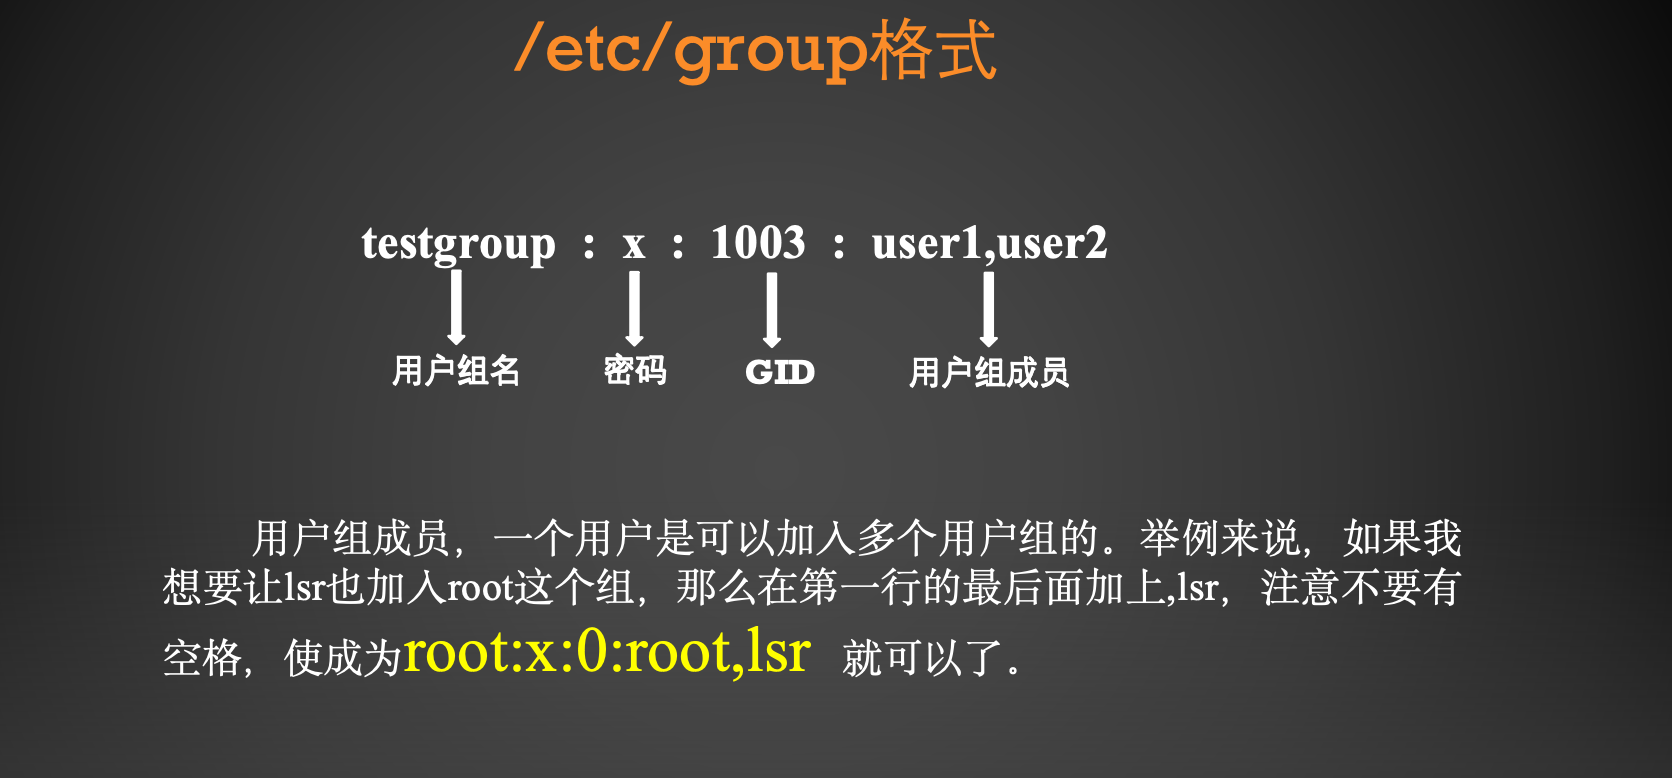 /etc/group格式
testgroup : x : 1003 : user1,user2
用户组名 密码 GID 用户组成员
用户组成员，一个用户是可以加入多个用户组的。举例来说，如果我
想要让lsr也加入root这个组，那么在第一行的最后面加上,lsr，注意不要有
空格，使成为root:x:0:root,lsr 就可以了。